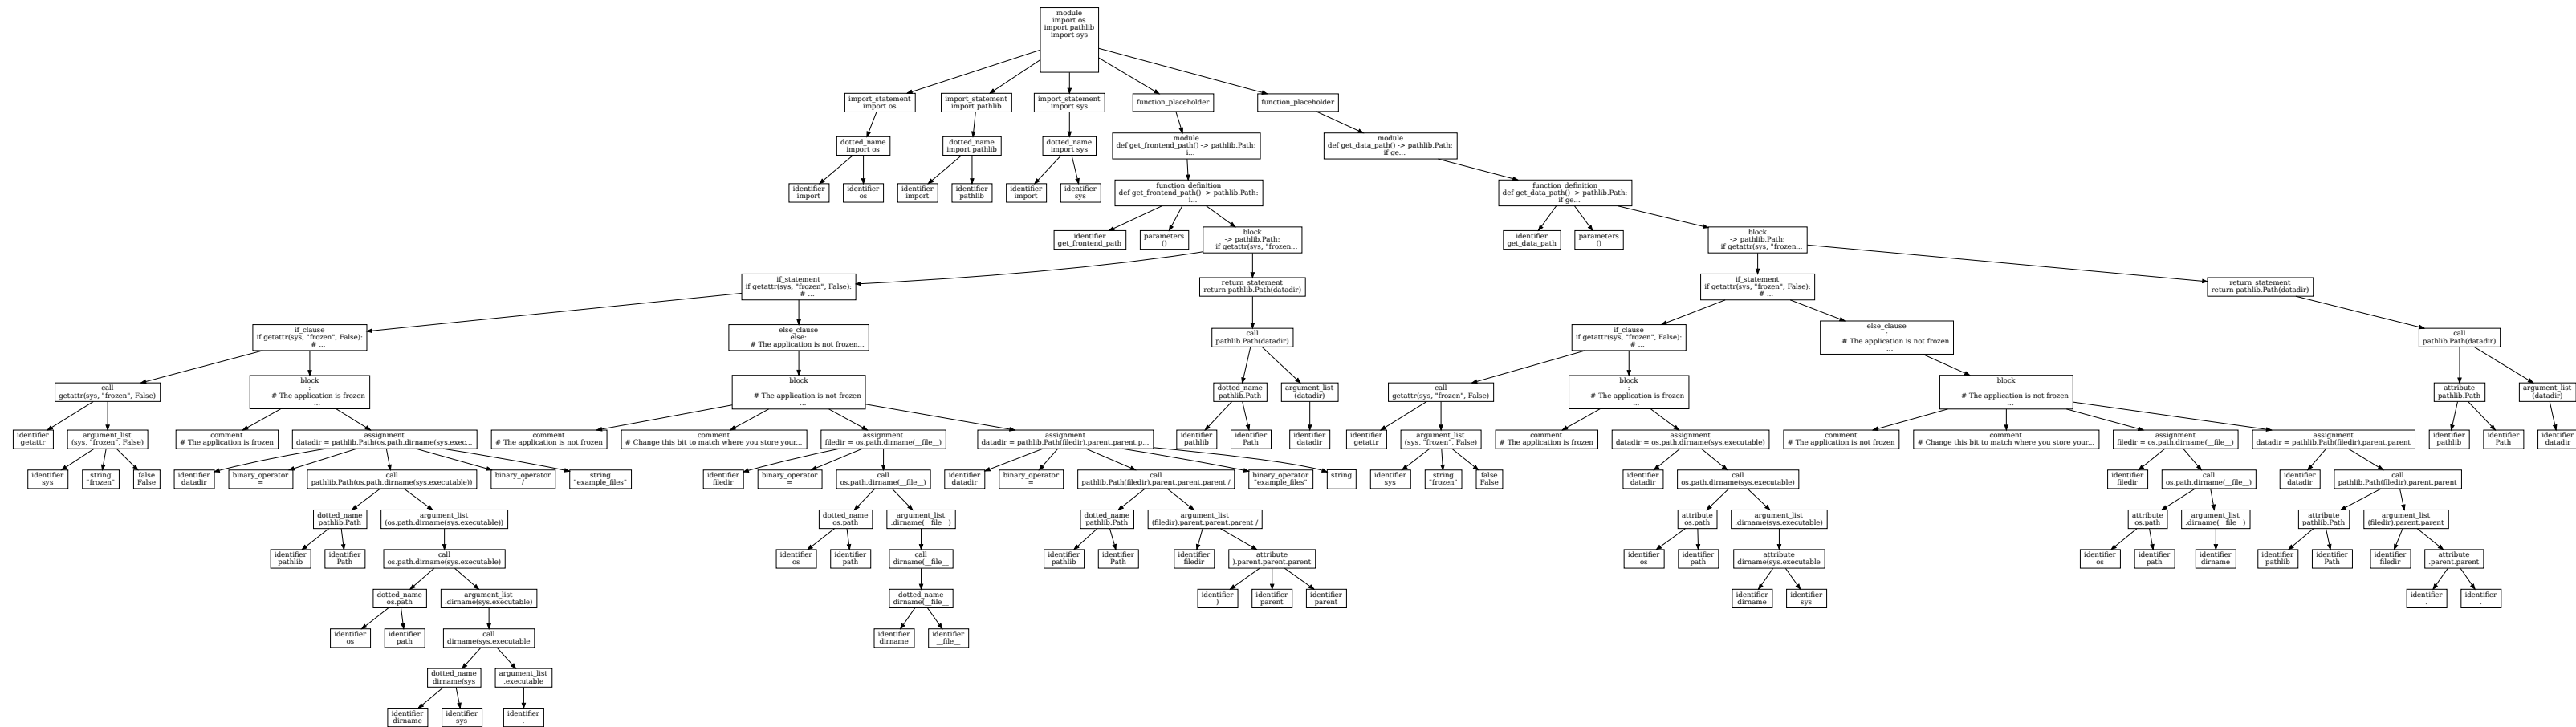 module
import os
import pathlib
import sys
import_statement
import os
import_statement
import pathlib
import_statement
import sys
function_placeholder
function_placeholder
dotted_name
import os
dotted_name
import pathlib
dotted_name
import sys
module
def get_frontend_path() -> pathlib.Path:
i...
module
def get_data_path() -> pathlib.Path:
if ge...
identifier
import
identifier
os
identifier
import
identifier
pathlib
identifier
import
identifier
sys
function_definition
def get_frontend_path() -> pathlib.Path:
i...
function_definition
def get_data_path() -> pathlib.Path:
if ge...
identifier
get_frontend_path
parameters
()
block
-> pathlib.Path:
if getattr(sys, "frozen...
identifier
get_data_path
parameters
()
block
-> pathlib.Path:
if getattr(sys, "frozen...
if_statement
if getattr(sys, "frozen", False):
# ...
return_statement
return pathlib.Path(datadir)
if_statement
if getattr(sys, "frozen", False):
# ...
return_statement
return pathlib.Path(datadir)
if_clause
if getattr(sys, "frozen", False):
# ...
else_clause
else:
# The application is not frozen...
call
pathlib.Path(datadir)
if_clause
if getattr(sys, "frozen", False):
# ...
else_clause
:
# The application is not frozen
...
call
pathlib.Path(datadir)
call
getattr(sys, "frozen", False)
block
:
# The application is frozen
...
block
# The application is not frozen
...
dotted_name
pathlib.Path
argument_list
(datadir)
call
getattr(sys, "frozen", False)
block
:
# The application is frozen
...
block
# The application is not frozen
...
attribute
pathlib.Path
argument_list
(datadir)
identifier
getattr
argument_list
(sys, "frozen", False)
comment
# The application is frozen
assignment
datadir = pathlib.Path(os.path.dirname(sys.exec...
comment
# The application is not frozen
comment
# Change this bit to match where you store your...
assignment
filedir = os.path.dirname(__file__)
assignment
datadir = pathlib.Path(filedir).parent.parent.p...
identifier
pathlib
identifier
Path
identifier
datadir
identifier
getattr
argument_list
(sys, "frozen", False)
comment
# The application is frozen
assignment
datadir = os.path.dirname(sys.executable)
comment
# The application is not frozen
comment
# Change this bit to match where you store your...
assignment
filedir = os.path.dirname(__file__)
assignment
datadir = pathlib.Path(filedir).parent.parent
identifier
pathlib
identifier
Path
identifier
datadir
identifier
sys
string
"frozen"
false
False
identifier
datadir
binary_operator
=
call
pathlib.Path(os.path.dirname(sys.executable))
binary_operator
/
string
"example_files"
identifier
filedir
binary_operator
=
call
os.path.dirname(__file__)
identifier
datadir
binary_operator
=
call
pathlib.Path(filedir).parent.parent.parent /
binary_operator
"example_files"
string
identifier
sys
string
"frozen"
false
False
identifier
datadir
call
os.path.dirname(sys.executable)
identifier
filedir
call
os.path.dirname(__file__)
identifier
datadir
call
pathlib.Path(filedir).parent.parent
dotted_name
pathlib.Path
argument_list
(os.path.dirname(sys.executable))
dotted_name
os.path
argument_list
.dirname(__file__)
dotted_name
pathlib.Path
argument_list
(filedir).parent.parent.parent /
attribute
os.path
argument_list
.dirname(sys.executable)
attribute
os.path
argument_list
.dirname(__file__)
attribute
pathlib.Path
argument_list
(filedir).parent.parent
identifier
pathlib
identifier
Path
call
os.path.dirname(sys.executable)
identifier
os
identifier
path
call
dirname(__file__
identifier
pathlib
identifier
Path
identifier
filedir
attribute
).parent.parent.parent
identifier
os
identifier
path
attribute
dirname(sys.executable
identifier
os
identifier
path
identifier
dirname
identifier
pathlib
identifier
Path
identifier
filedir
attribute
.parent.parent
dotted_name
os.path
argument_list
.dirname(sys.executable)
dotted_name
dirname(__file__
identifier
)
identifier
parent
identifier
parent
identifier
dirname
identifier
sys
identifier
.
identifier
.
identifier
os
identifier
path
call
dirname(sys.executable
identifier
dirname
identifier
__file__
dotted_name
dirname(sys
argument_list
.executable
identifier
dirname
identifier
sys
identifier
.